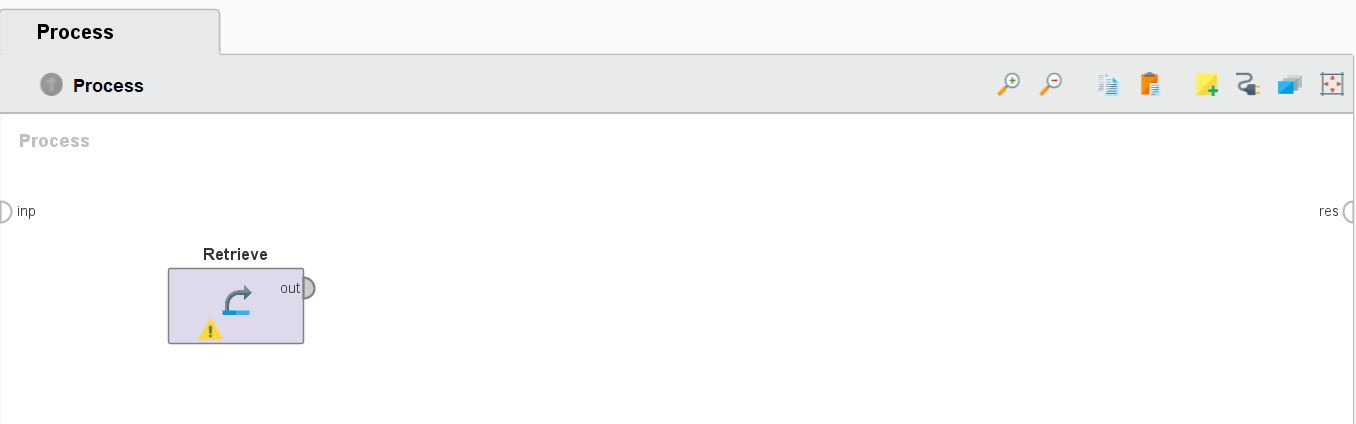 Process
Process
Process
inp
res
Retrieve
out